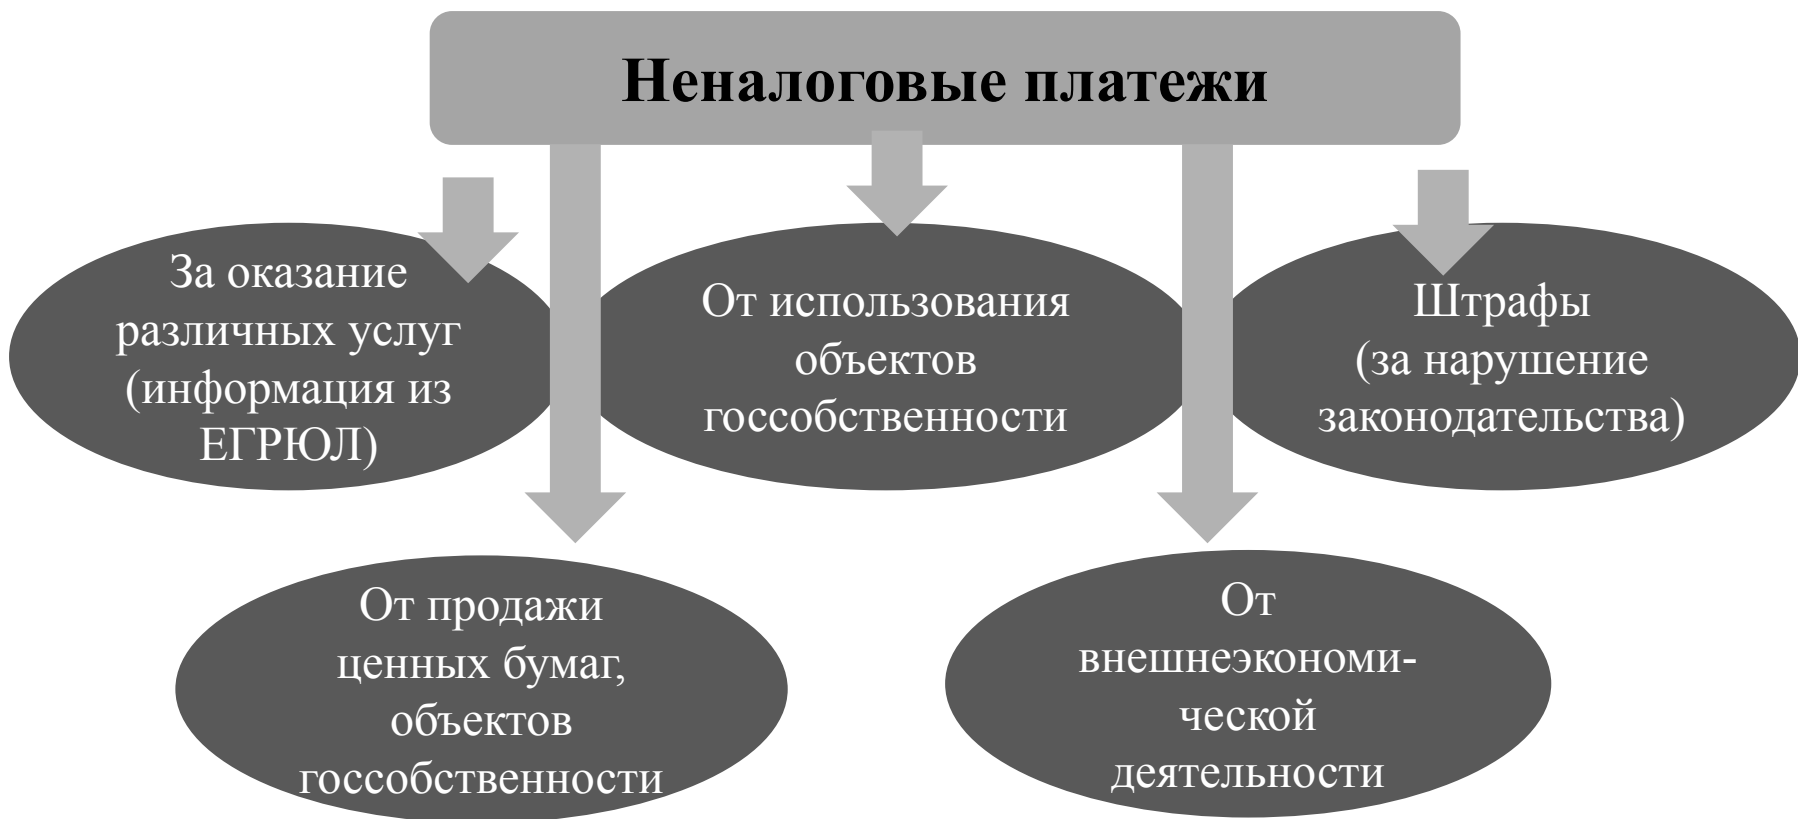 Неналоговые платежи
За оказание
различных услуг
(информация из
ЕГРЮЛ)
От использования
объектов
госсобственности
Штрафы
(за нарушение
законодательства)
От продажи
ценных бумаг,
объектов
госсобственности
От
внешнеэкономи-
ческой
деятельности